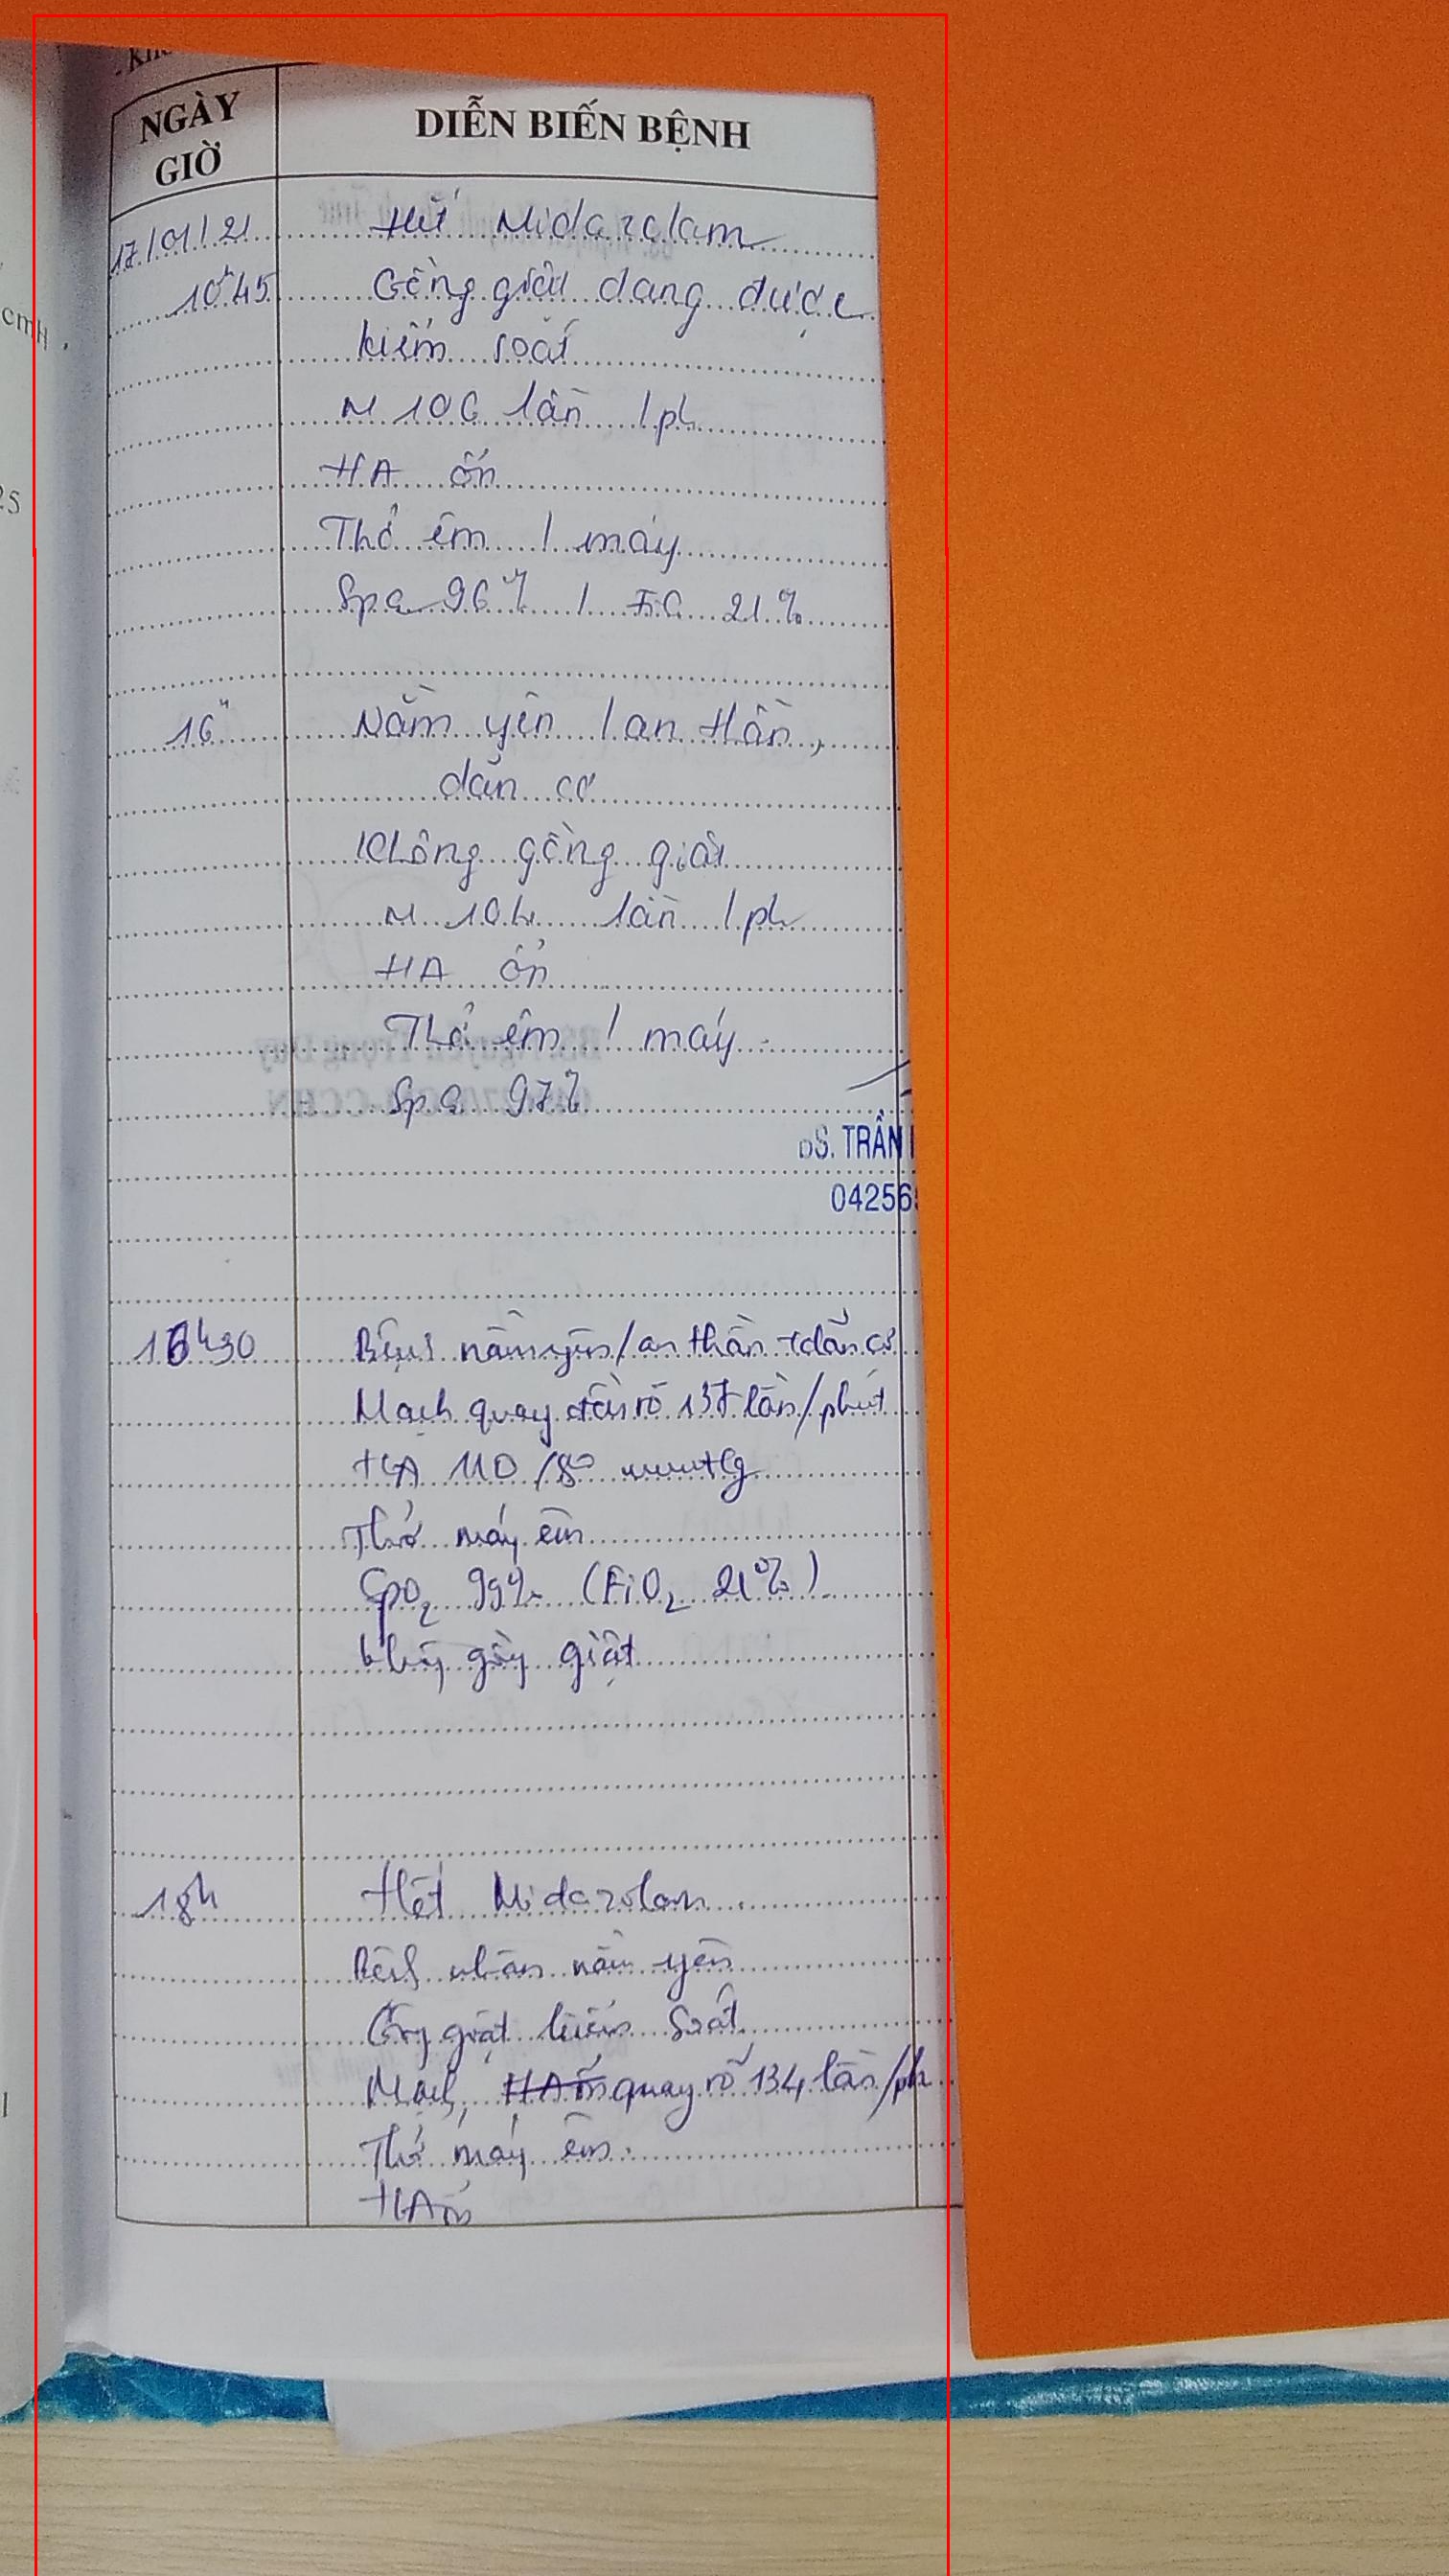 NGÀY GIỜ
DIỄN BIẾN BỆNH
17/01/21 Hết Midazolam
10h45 Gồng giật đang được
kiểm soát
M 106 lần / ph
HA ổn
Thở êm / máy
SpO2 96% / FiO2 21%
16h Nằm yên / an thần,
dãn cơ
Không gồng giật
M 104 lần / ph
HA ổn
Thở êm / máy
SpO2 97%
BS. TRẦN
04256
16h30 Bệnh nằm yên / an thần + dãn cơ
Mạch quay đều rõ 137 lần/phút
HA 110/80 mmHg
Thở máy êm
SpO2 99% (FiO2 21%)
không gồng giật
18h Hết Midazolam
Bệnh nhân nằm yên
Gồng giật kiểm soát
Mạch, HA ổn quay rõ 134 lần/ph
Thở máy êm
HA ổn